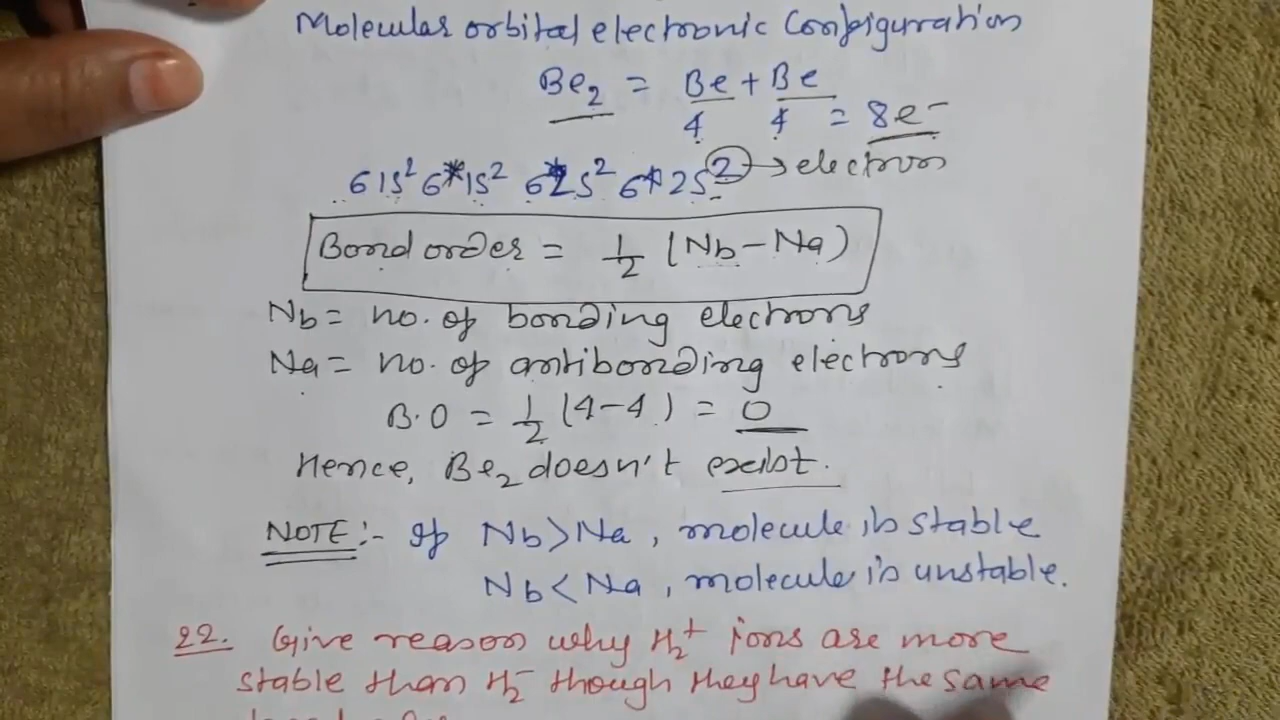 Molecular orbital electronic Configuration
Be₂ = Be + Be
4 4 = 8e⁻
σ1s² σ*1s² σ*2s² σ*2s² → electron
Bond order = 1/2 (Nb - Na)
Nb = no. of bonding electrons
Na = no. of antibonding electrons
B.O = 1/2 (4-4) = 0
Hence, Be₂ doesn't exist.
NOTE :- If Nb > Na, molecule is stable
Nb < Na, molecule is unstable.
22. Give reason why H₂⁺ ions are more
stable than H₂⁻ though they have the same